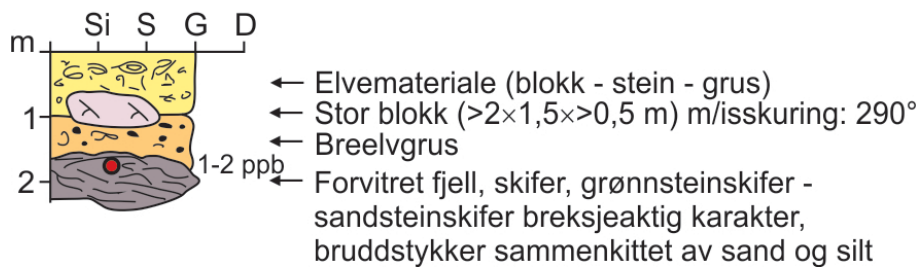 Si S G D
m
Elvemateriale (blokk - stein - grus)
1
Stor blokk (>2×1,5×>0,5 m) m/isskuring: 290°
Breelvgrus
1-2 ppb
2
Forvitret fjell, skifer, grønnsteinskifer -
sandsteinskifer breksjeaktig karakter,
bruddstykker sammenkittet av sand og silt